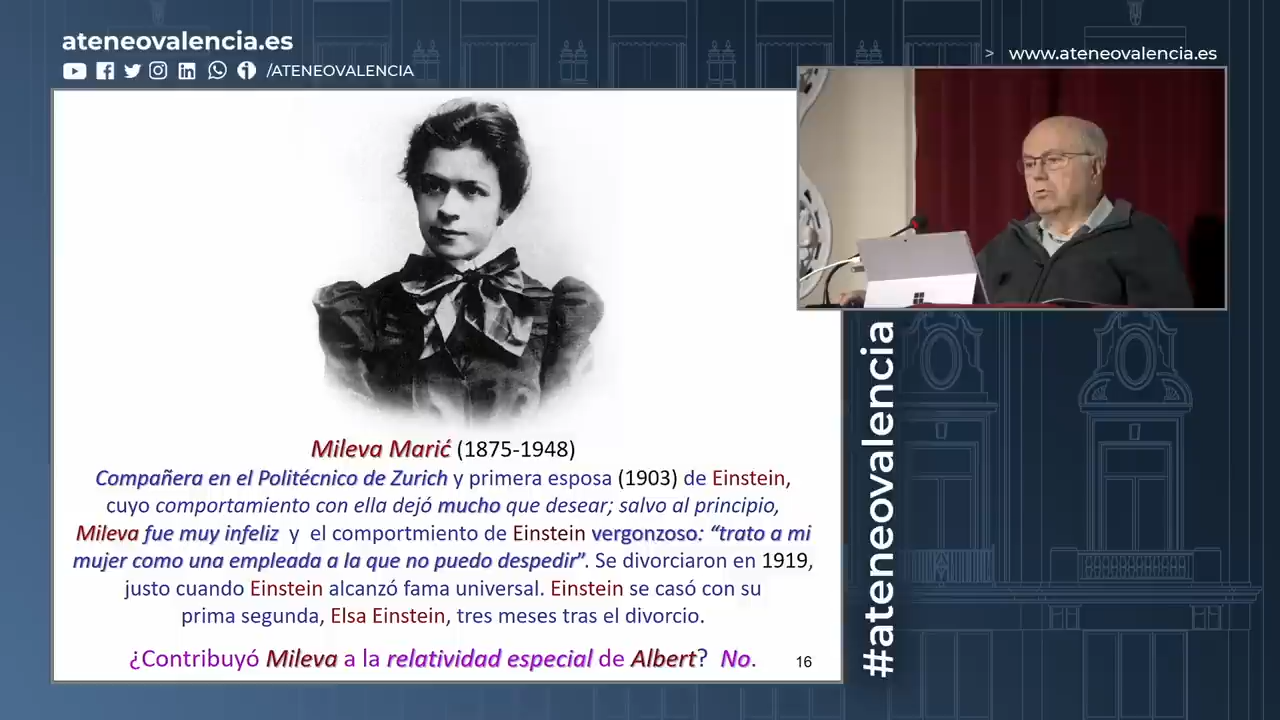 ateneovalencia.es
/ATENEOVALENCIA
> www.ateneovalencia.es
Mileva Marić (1875-1948)
Compañera en el Politécnico de Zurich y primera esposa (1903) de Einstein,
cuyo comportamiento con ella dejó mucho que desear; salvo al principio,
Mileva fue muy infeliz y el comportmiento de Einstein vergonzoso: “trato a mi
mujer como una empleada a la que no puedo despedir”. Se divorciaron en 1919,
justo cuando Einstein alcanzó fama universal. Einstein se casó con su
prima segunda, Elsa Einstein, tres meses tras el divorcio.
¿Contribuyó Mileva a la relatividad especial de Albert? No.
16
#ateneovalencia